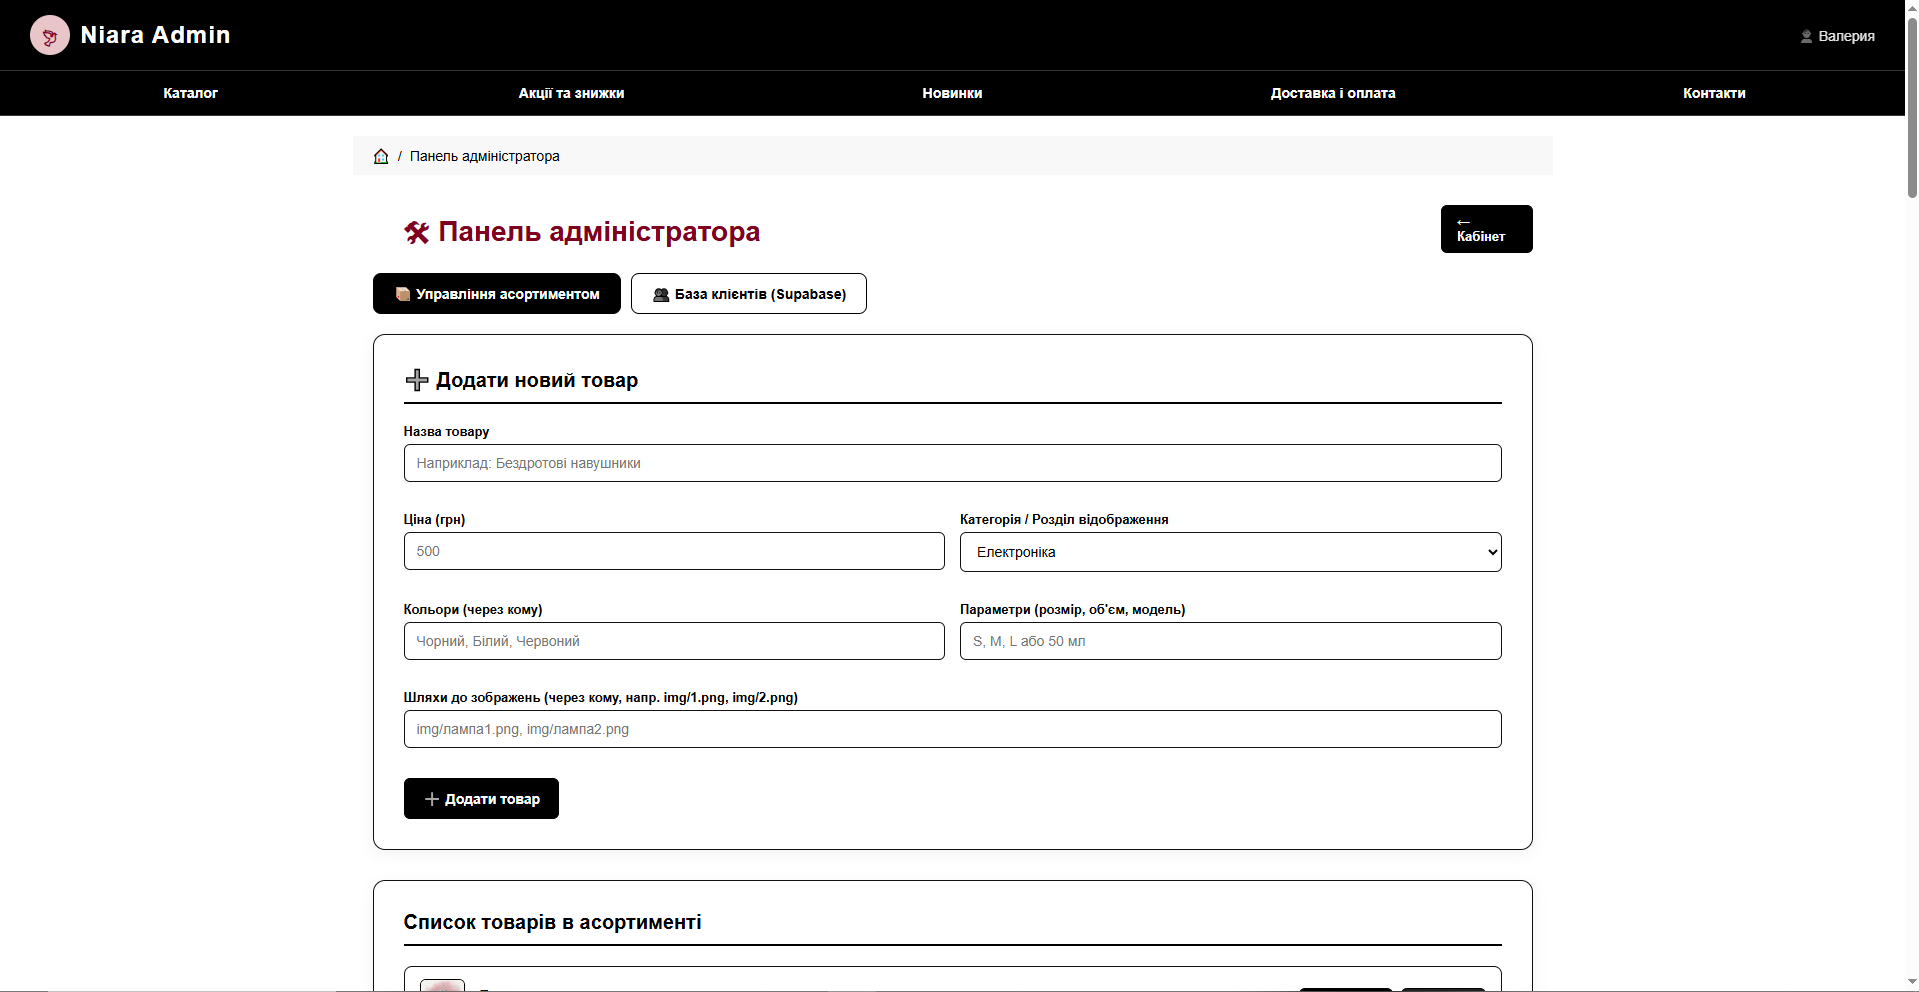 Niara Admin
Валерия
Каталог
Акції та знижки
Новинки
Доставка і оплата
Контакти
/ Панель адміністратора
Панель адміністратора
← Кабінет
Управління асортиментом
База клієнтів (Supabase)
Додати новий товар
Назва товару
Наприклад: Бездротові навушники
Ціна (грн)
Категорія / Розділ відображення
500
Електроніка
Кольори (через кому)
Параметри (розмір, об'єм, модель)
Чорний, Білий, Червоний
S, M, L або 50 мл
Шляхи до зображень (через кому, напр. img/1.png, img/2.png)
img/лампа1.png, img/лампа2.png
Додати товар
Список товарів в асортименті